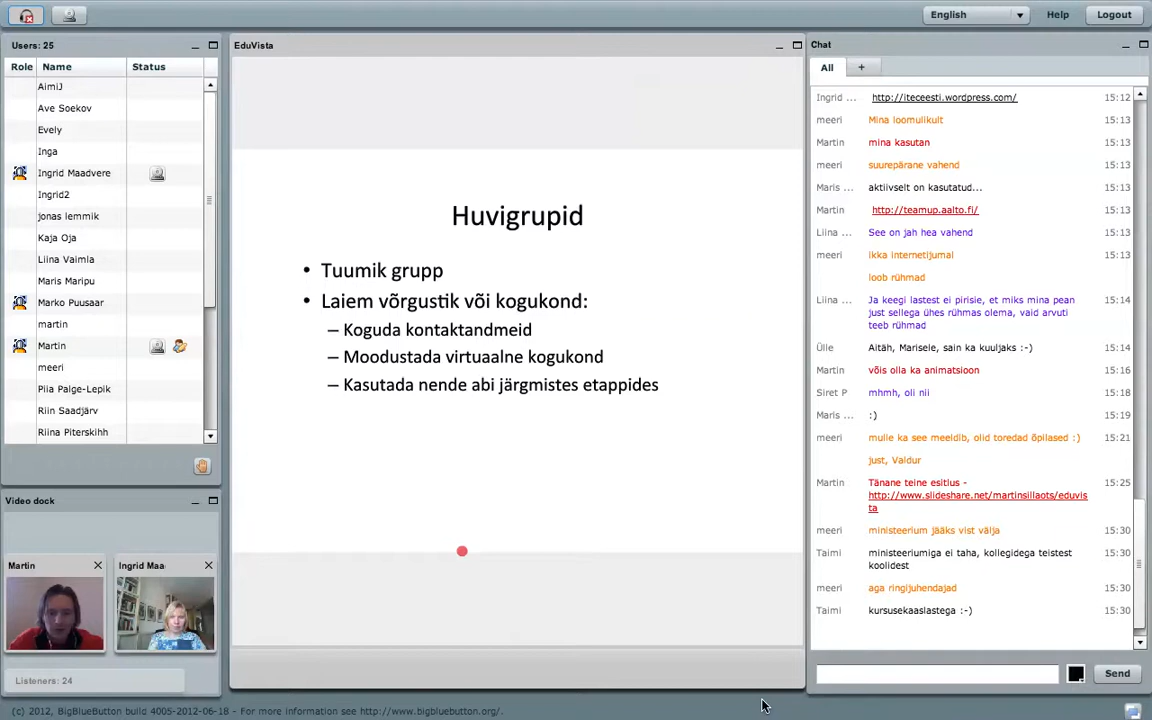 English
Help
Logout
Users: 25
Role Name Status
AimiJ
Ave Soekov
Evely
Inga
Ingrid Maadvere
Ingrid2
jonas lemmik
Kaja Oja
Liina Vaimla
Maris Maripu
Marko Puusaar
martin
Martin
meeri
Piia Palge-Lepik
Riin Saadjärv
Riina Piterskihh
Video dock
Martin
Ingrid Maa
Listeners: 24
EduVista
Huvigrupid
• Tuumik grupp
• Laiem võrgustik või kogukond:
– Koguda kontaktandmeid
– Moodustada virtuaalne kogukond
– Kasutada nende abi järgmistes etappides
Chat
All +
Ingrid ... http://iteceesti.wordpress.com/ 15:12
meeri Mina loomulikult 15:13
Martin mina kasutan 15:13
meeri suurepärane vahend 15:13
Maris ... aktiivselt on kasutatud... 15:13
Martin http://teamup.aalto.fi/ 15:13
Liina ... See on jah hea vahend 15:13
meeri ikka internetijumal 15:13
loob rühmad
Liina ... Ja keegi lastest ei pirisie, et miks mina pean 15:14
just sellega ühes rühmas olema, vaid arvuti
teeb rühmad
Ülle Aitäh, Marisele, sain ka kuuljaks :-) 15:14
Martin võis olla ka animatsioon 15:16
Siret P mhmh, oli nii 15:18
Maris ... :) 15:19
meeri mulle ka see meeldib, olid toredad õpilased :) 15:21
just, Valdur
Martin Tänane teine esitlus - 15:25
http://www.slideshare.net/martinsillaots/eduvis
ta
meeri ministeerium jääks vist välja 15:30
Taimi ministeeriumiga ei taha, kollegidega teistest 15:30
koolidest
meeri aga ringijuhendajad 15:30
Taimi kursusekaaslastega :-) 15:30
Send
(c) 2012, BigBlueButton build 4005-2012-06-18 - For more information see http://www.bigbluebutton.org/.